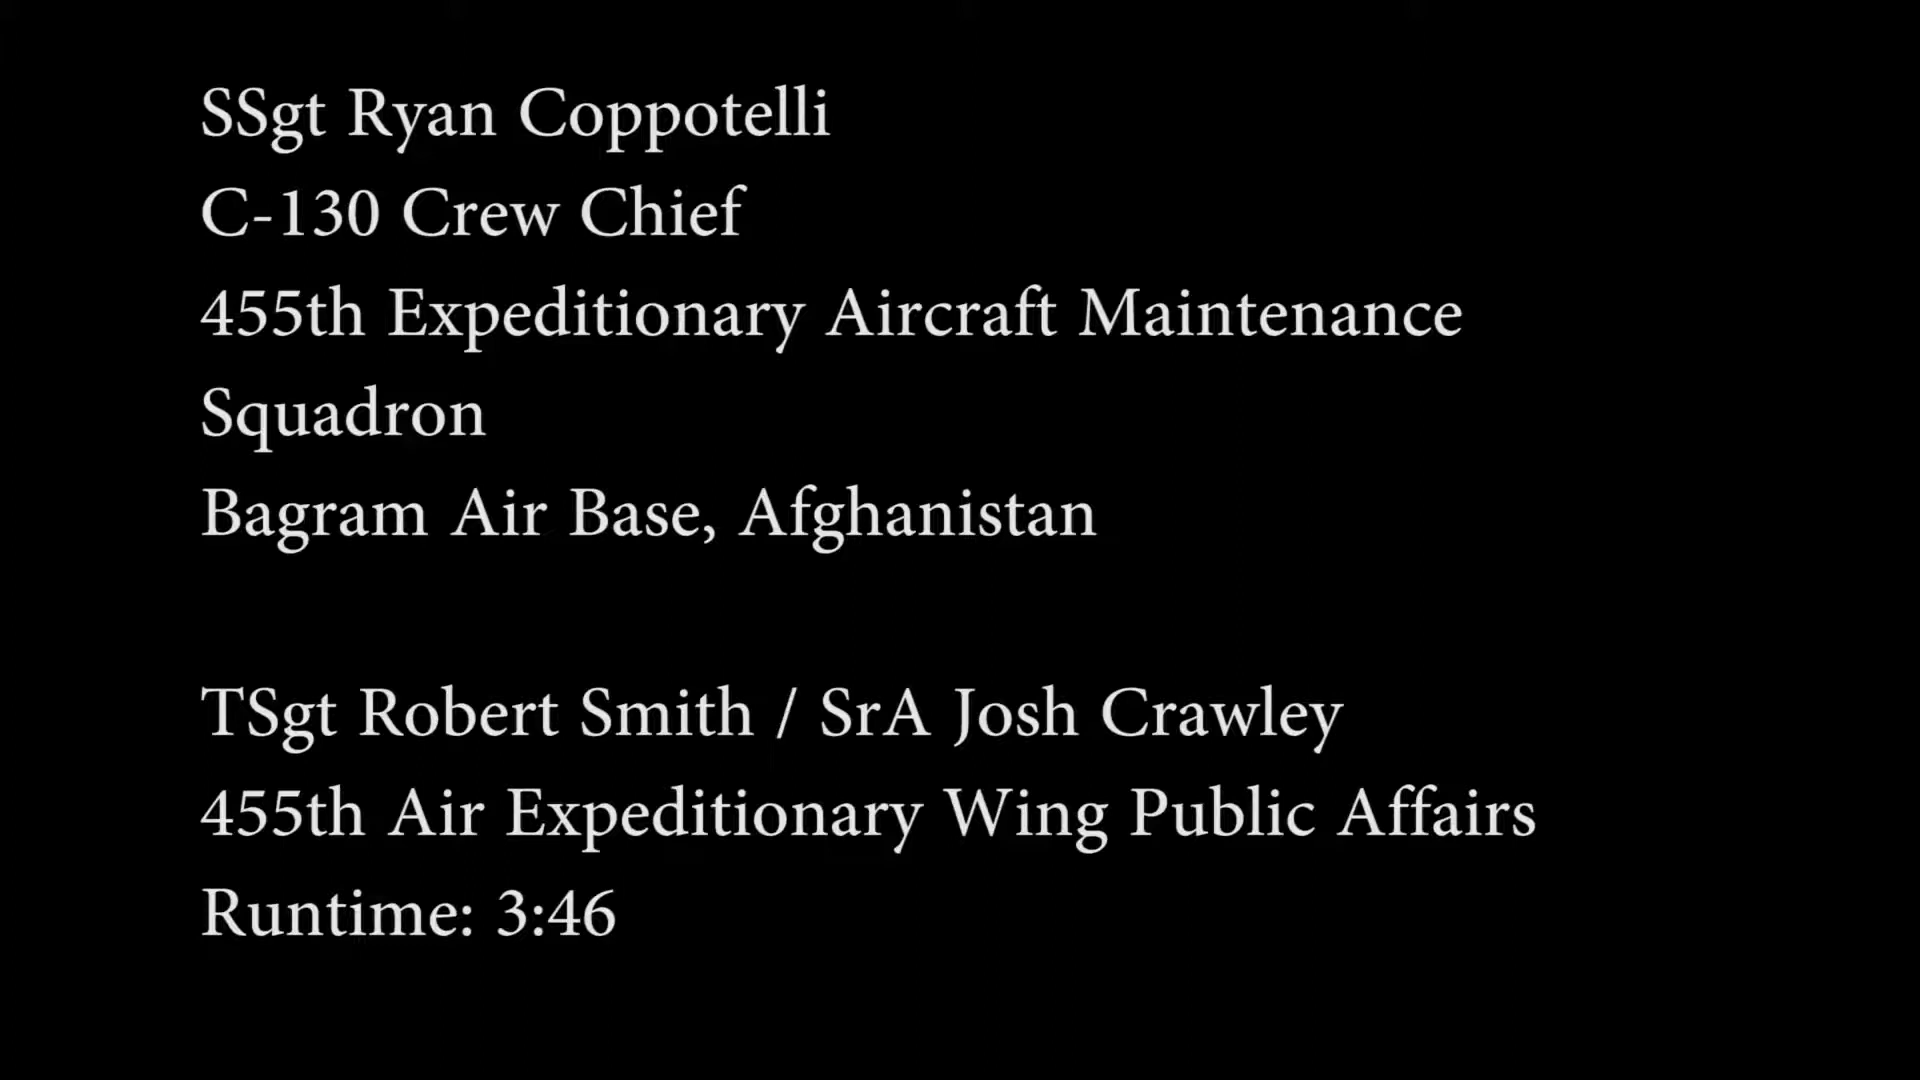 SSgt Ryan Coppotelli
C-130 Crew Chief
455th Expeditionary Aircraft Maintenance
Squadron
Bagram Air Base, Afghanistan
TSgt Robert Smith / SrA Josh Crawley
455th Air Expeditionary Wing Public Affairs
Runtime: 3:46